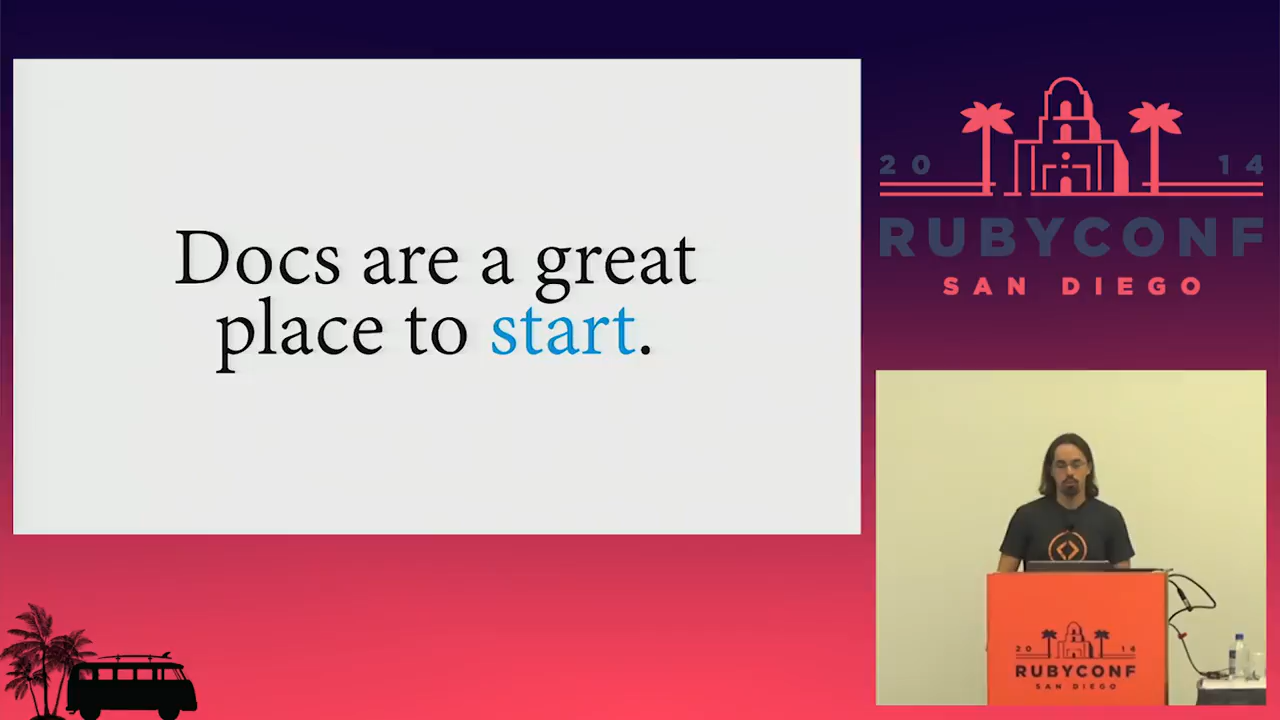 Docs are a great
place to start.
20 14
RUBYCONF
SAN DIEGO
20 14
RUBYCONF
SAN DIEGO